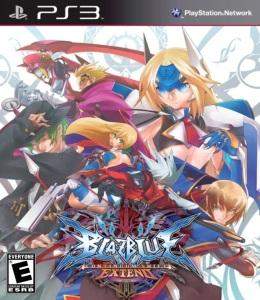 PS3
PlayStation Network
BLAZBLUE
CONTINUUM SHIFT
EXTEND
EVERYONE
E
ESRB